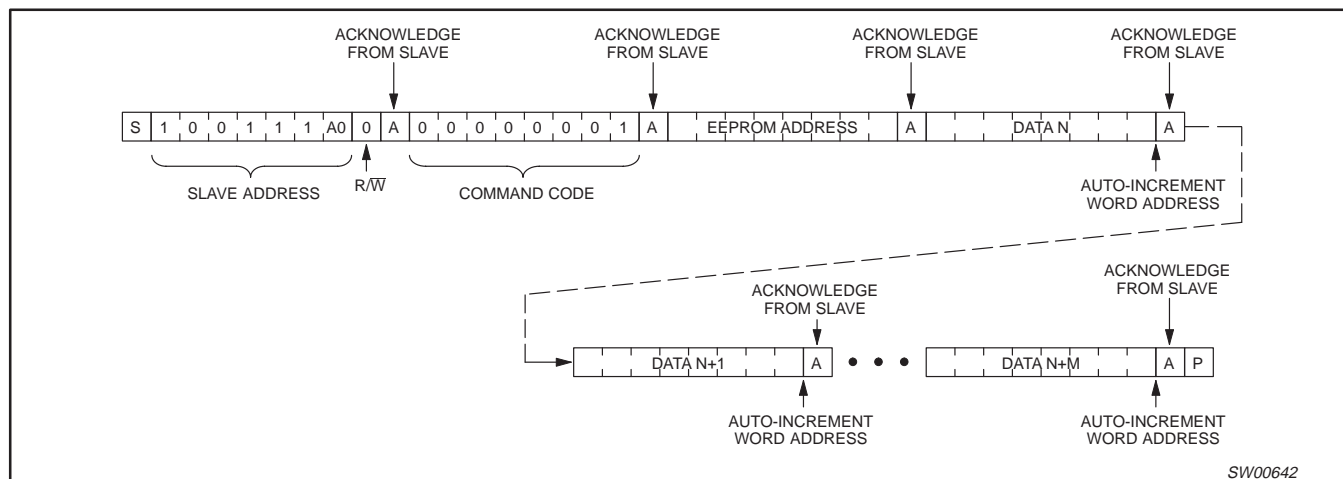 ACKNOWLEDGE
FROM SLAVE
ACKNOWLEDGE
FROM SLAVE
ACKNOWLEDGE
FROM SLAVE
ACKNOWLEDGE
FROM SLAVE
S 1 0 0 1 1 1 A0 0 A 0 0 0 0 0 0 0 1 A EEPROM ADDRESS A DATA N A
SLAVE ADDRESS
R/W̅
COMMAND CODE
AUTO-INCREMENT
WORD ADDRESS
ACKNOWLEDGE
FROM SLAVE
ACKNOWLEDGE
FROM SLAVE
DATA N+1 A • • • DATA N+M A P
AUTO-INCREMENT
WORD ADDRESS
AUTO-INCREMENT
WORD ADDRESS
SW00642